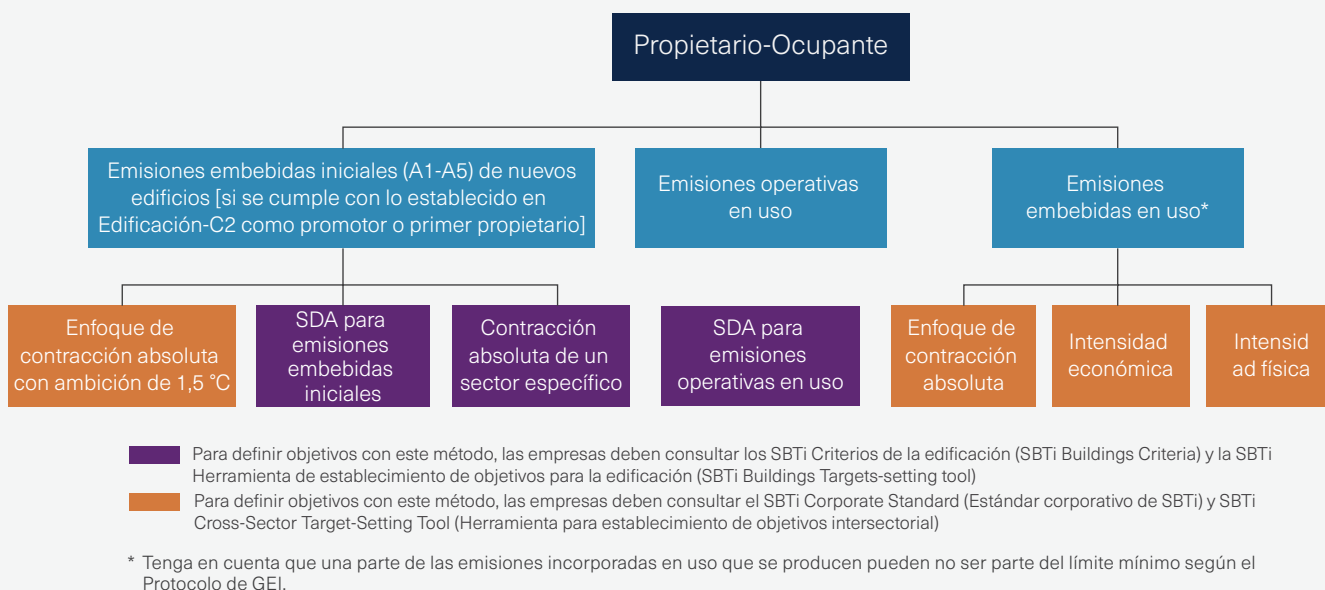 Propietario-Ocupante
Emisiones embebidas iniciales (A1-A5) de nuevos
edificios [si se cumple con lo establecido en
Edificación-C2 como promotor o primer propietario]
Emisiones operativas
en uso
Emisiones
embebidas en uso*
Enfoque de
contracción absoluta
con ambición de 1,5 °C
SDA para
emisiones
embebidas
iniciales
Contracción
absoluta de un
sector específico
SDA para
emisiones
operativas en uso
Enfoque de
contracción
absoluta
Intensidad
económica
Intensid
ad física
Para definir objetivos con este método, las empresas deben consultar los SBTi Criterios de la edificación (SBTi Buildings Criteria) y la SBTi
Herramienta de establecimiento de objetivos para la edificación (SBTi Buildings Targets-setting tool)
Para definir objetivos con este método, las empresas deben consultar el SBTi Corporate Standard (Estándar corporativo de SBTi) y SBTi
Cross-Sector Target-Setting Tool (Herramienta para establecimiento de objetivos intersectorial)
* Tenga en cuenta que una parte de las emisiones incorporadas en uso que se producen pueden no ser parte del límite mínimo según el
Protocolo de GEI.